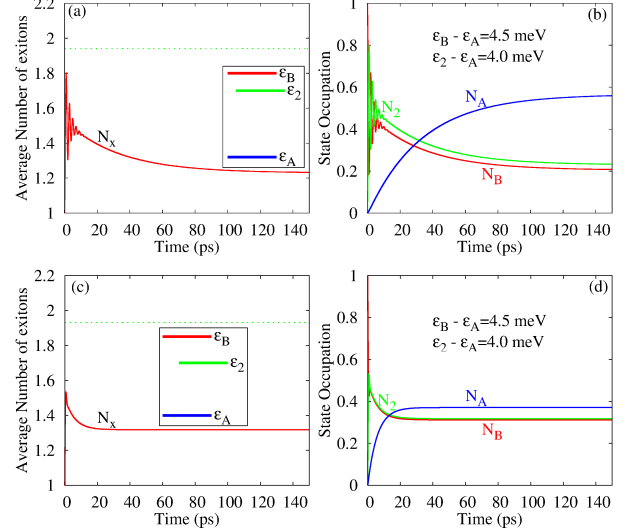 (a)
2.2
2
1.8
1.6
1.4
1.2
1
Average Number of exitons
εB
ε2
εA
Nx
0 20 40 60 80 100 120 140
Time (ps)
(b)
1
0.8
0.6
0.4
0.2
0
State Occupation
εB - εA=4.5 meV
ε2 - εA=4.0 meV
NA
N2
NB
0 20 40 60 80 100 120 140
Time (ps)
(c)
2.2
2
1.8
1.6
1.4
1.2
1
Average Number of exitons
εB
ε2
εA
Nx
0 20 40 60 80 100 120 140
Time (ps)
(d)
1
0.8
0.6
0.4
0.2
0
State Occupation
εB - εA=4.5 meV
ε2 - εA=4.0 meV
NA
N2
NB
0 20 40 60 80 100 120 140
Time (ps)